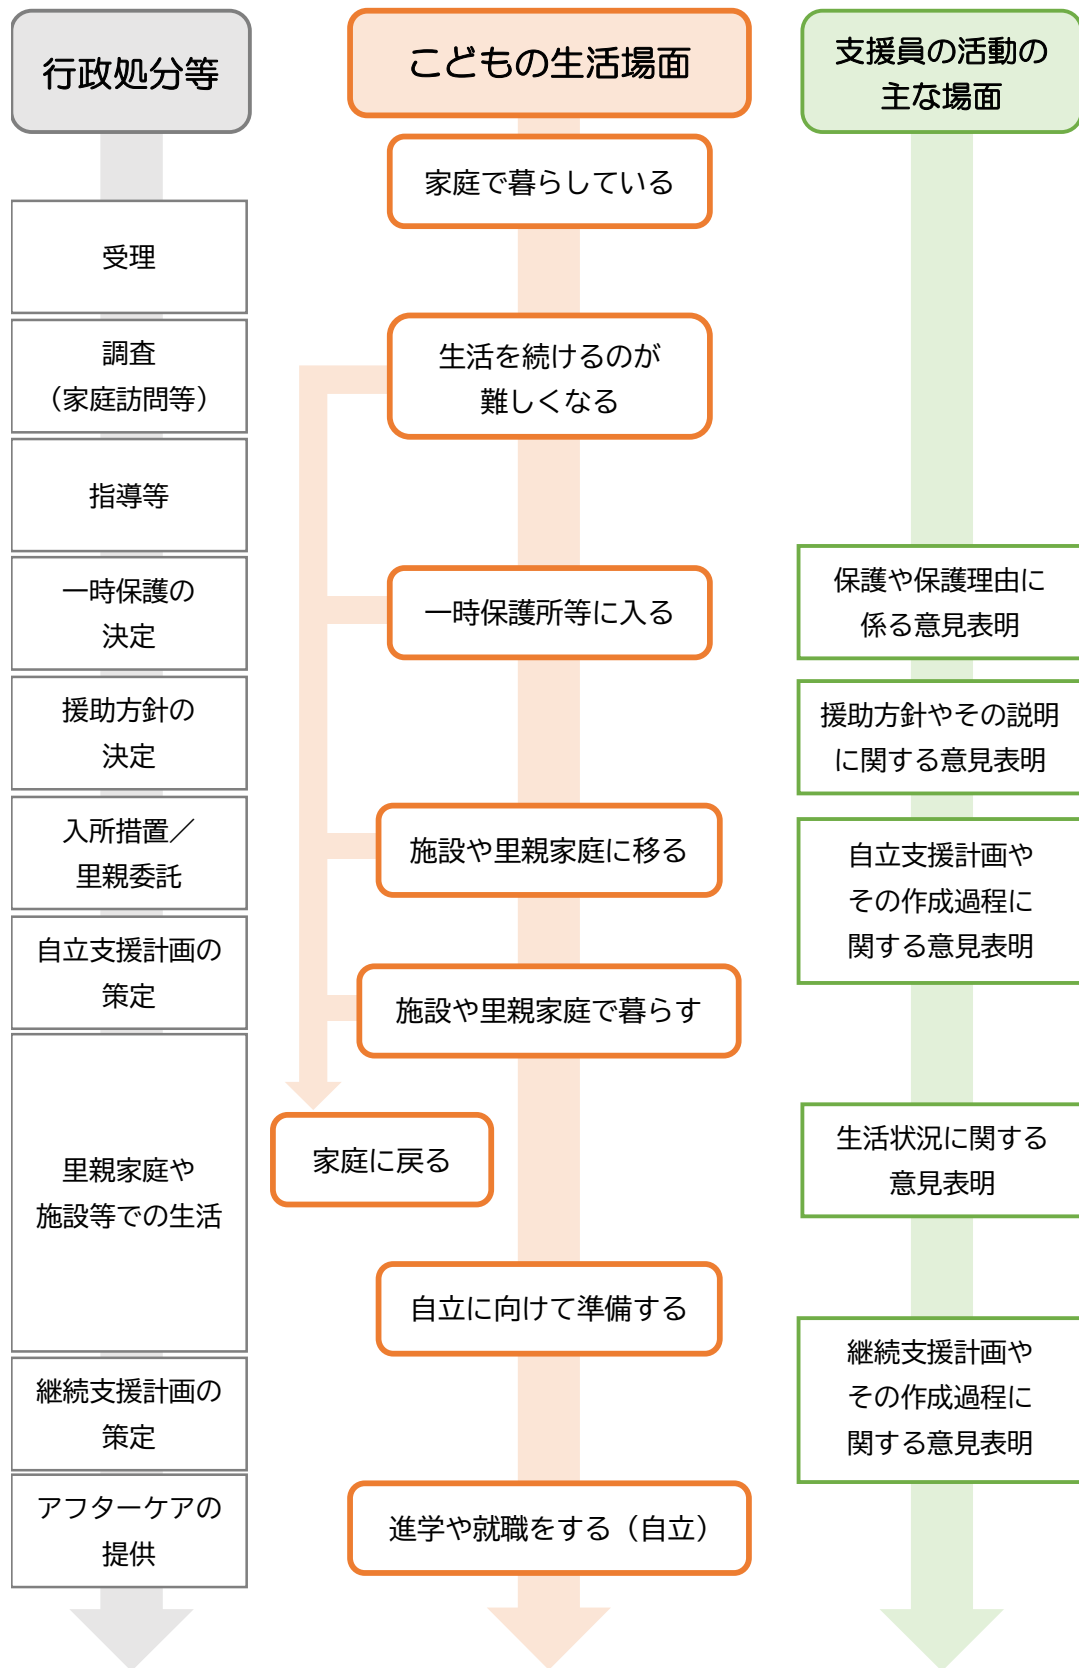 行政処分等
受理
調査
（家庭訪問等）
指導等
一時保護の
決定
援助方針の
決定
入所措置／
里親委託
自立支援計画の
策定
里親家庭や
施設等での生活
継続支援計画の
策定
アフターケアの
提供
こどもの生活場面
家庭で暮らしている
生活を続けるのが
難しくなる
一時保護所等に入る
施設や里親家庭に移る
施設や里親家庭で暮らす
家庭に戻る
自立に向けて準備する
進学や就職をする（自立）
支援員の活動の
主な場面
保護や保護理由に
係る意見表明
援助方針やその説明
に関する意見表明
自立支援計画や
その作成過程に
関する意見表明
生活状況に関する
意見表明
継続支援計画や
その作成過程に
関する意見表明